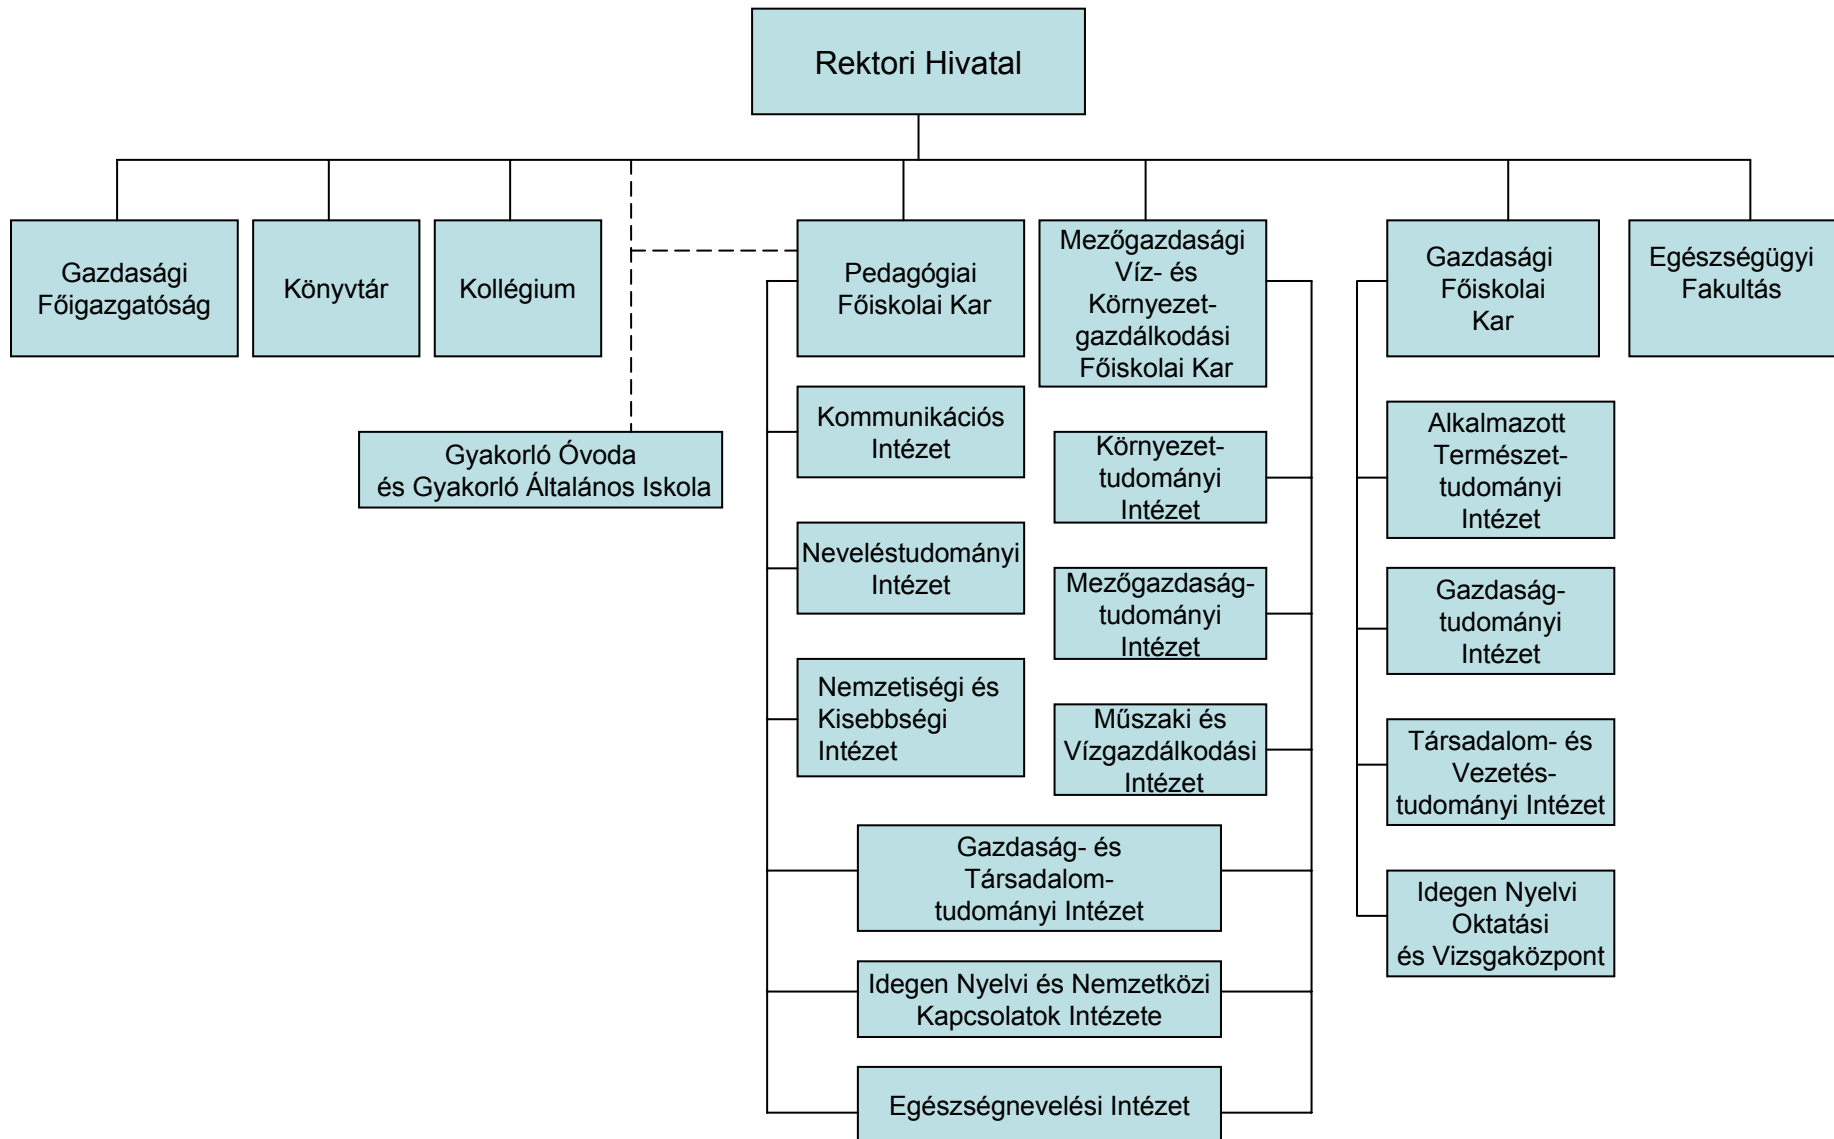 Rektori Hivatal
Gazdasági
Főigazgatóság
Könyvtár
Kollégium
Pedagógiai
Főiskolai Kar
Mezőgazdasági
Víz- és
Környezet-
gazdálkodási
Főiskolai Kar
Gazdasági
Főiskolai
Kar
Egészségügyi
Fakultás
Gyakorló Óvoda
és Gyakorló Általános Iskola
Kommunikációs
Intézet
Neveléstudományi
Intézet
Nemzetiségi és
Kisebbségi
Intézet
Környezet-
tudományi
Intézet
Mezőgazdaság-
tudományi
Intézet
Műszaki és
Vízgazdálkodási
Intézet
Gazdaság- és
Társadalom-
tudományi Intézet
Idegen Nyelvi és Nemzetközi
Kapcsolatok Intézete
Egészségnevelési Intézet
Alkalmazott
Természet-
tudományi
Intézet
Gazdaság-
tudományi
Intézet
Társadalom- és
Vezetés-
tudományi Intézet
Idegen Nyelvi
Oktatási
és Vizsgaközpont